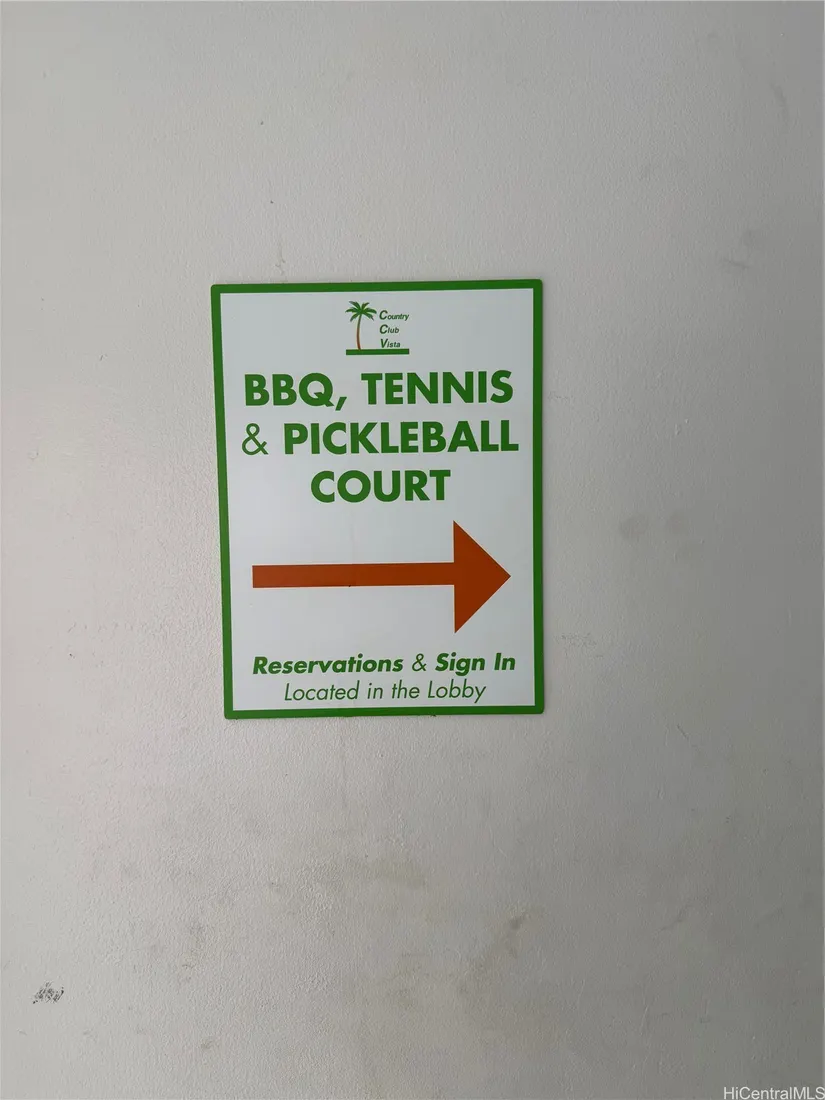 Country
Club
Vista
BBQ, TENNIS
& PICKLEBALL
COURT
Reservations & Sign In
Located in the Lobby
HiCentralMLS